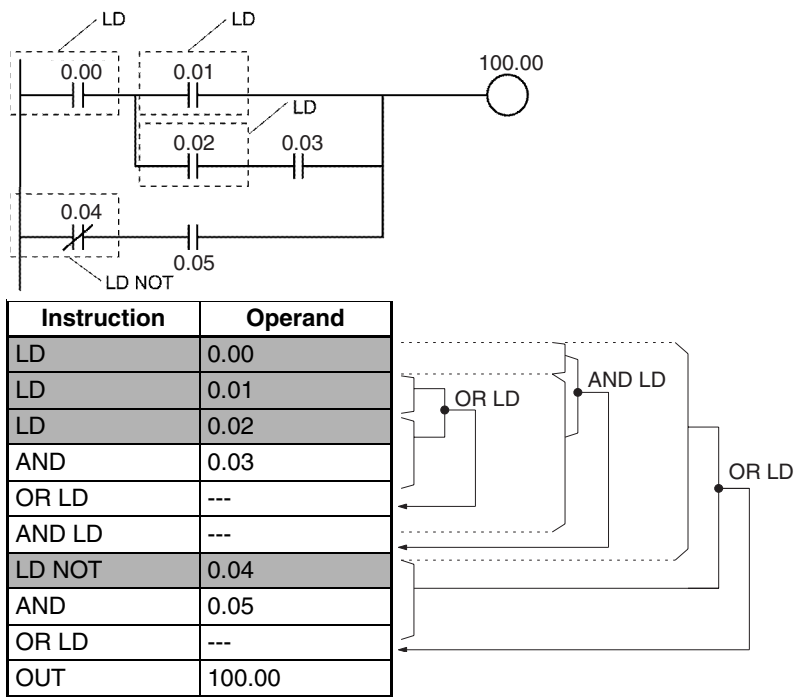 LD LD
0.00 0.01 100.00
LD
0.02 0.03
0.04
0.05
LD NOT
Instruction Operand
LD 0.00
LD 0.01
LD 0.02
AND 0.03
OR LD ---
AND LD ---
LD NOT 0.04
AND 0.05
OR LD ---
OUT 100.00
AND LD
OR LD
OR LD